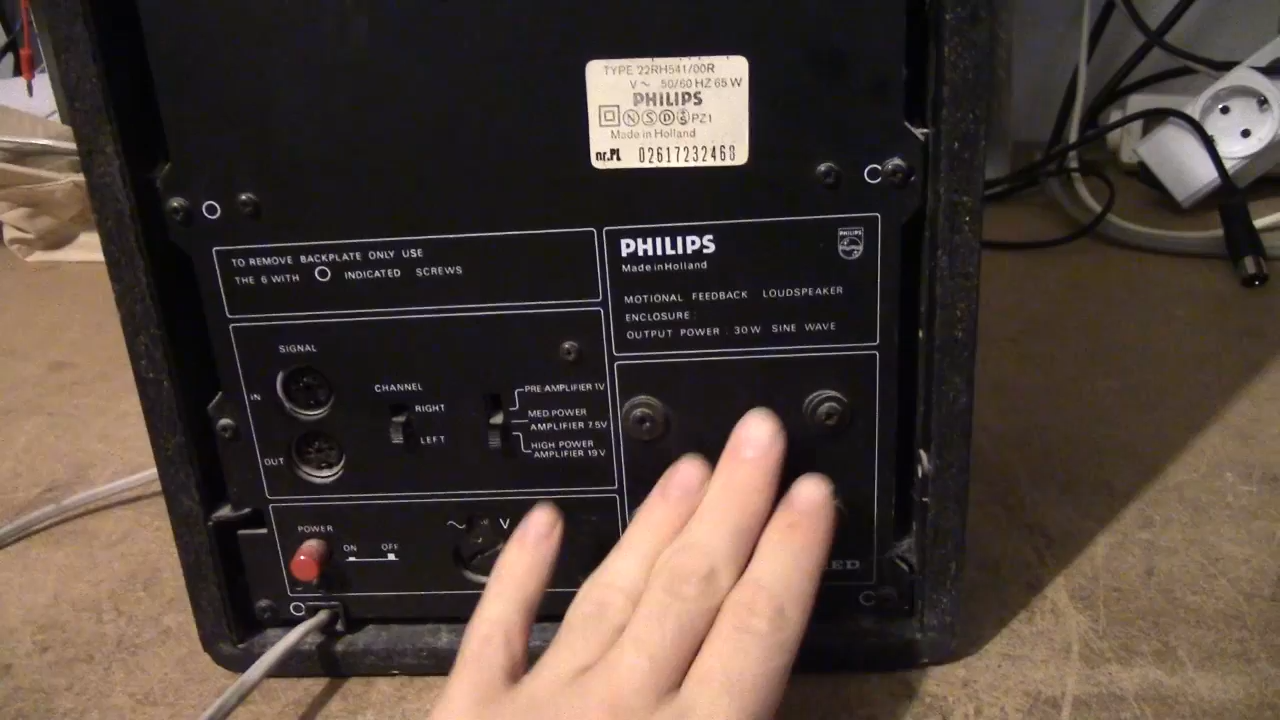 TYPE 22RH541/00R
V~ 50/60 HZ 65 W
PHILIPS
N S D PZ1
Made in Holland
nr.PL 02617232468
TO REMOVE BACKPLATE ONLY USE
THE 6 WITH O INDICATED SCREWS
PHILIPS
Made in Holland
PHILIPS
MOTIONAL FEEDBACK LOUDSPEAKER
ENCLOSURE:
OUTPUT POWER : 30W SINE WAVE
SIGNAL
IN
OUT
CHANNEL
RIGHT
LEFT
PRE AMPLIFIER 1V
MED POWER
AMPLIFIER 7.5V
HIGH POWER
AMPLIFIER 19V
POWER
ON OFF
~ V